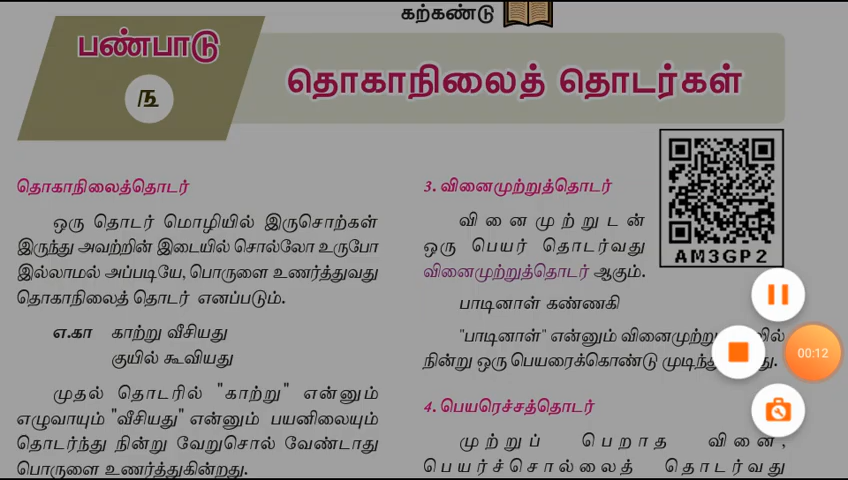 கற்கண்டு
பண்பாடு
௩
தொகாநிலைத் தொடர்கள்
தொகாநிலைத்தொடர்
ஒரு தொடர் மொழியில் இருசொற்கள்
இருந்து அவற்றின் இடையில் சொல்லோ உருபோ
இல்லாமல் அப்படியே, பொருளை உணர்த்துவது
தொகாநிலைத் தொடர் எனப்படும்.
எ.கா காற்று வீசியது
குயில் கூவியது
முதல் தொடரில் "காற்று" என்னும்
எழுவாயும் "வீசியது" என்னும் பயனிலையும்
தொடர்ந்து நின்று வேறுசொல் வேண்டாது
பொருளை உணர்த்துகின்றது.
3. வினைமுற்றுத்தொடர்
வினைமுற்றுடன்
ஒரு பெயர் தொடர்வது
வினைமுற்றுத்தொடர் ஆகும்.
பாடினாள் கண்ணகி
"பாடினாள்" என்னும்
நின்று ஒரு பெயரைக்கொண்டு
4. பெயரெச்சத்தொடர்
முற்றுப் பெறாத வினை,
பெயர்ச்சொல்லைத் தொடர்வது
AM3GP2
00:12